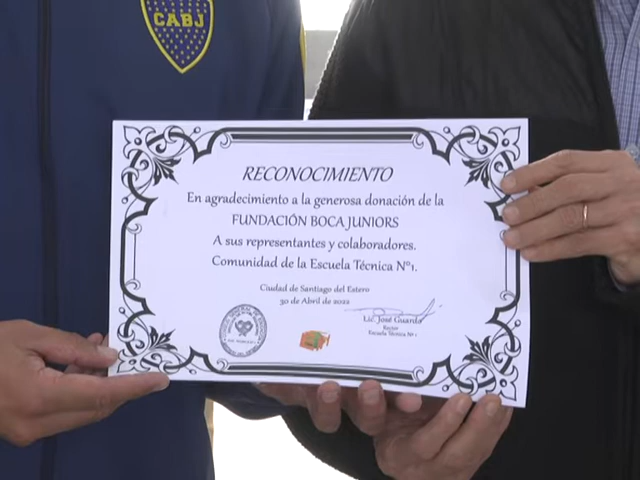 CABJ
RECONOCIMIENTO
En agradecimiento a la generosa donación de la
FUNDACIÓN BOCA JUNIORS
A sus representantes y colaboradores.
Comunidad de la Escuela Técnica N°1.
Ciudad de Santiago del Estero
30 de Abril de 2022
Lic. José Guardo
Rector
Escuela Técnica N° 1